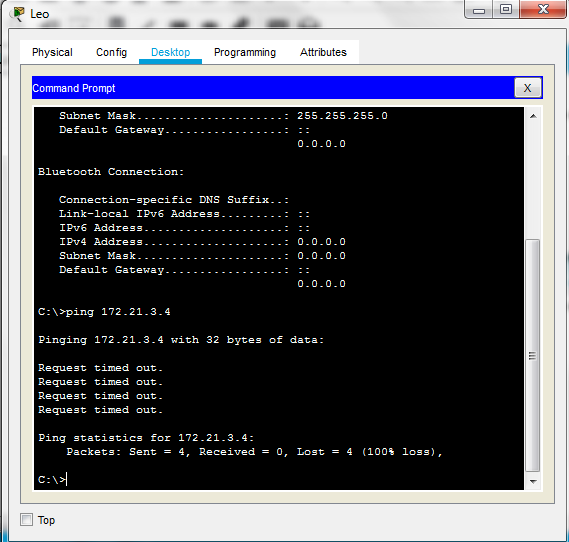 Leo
Physical Config Desktop Programming Attributes
Command Prompt X
Subnet Mask.....................: 255.255.255.0
Default Gateway.................: ::
0.0.0.0
Bluetooth Connection:
Connection-specific DNS Suffix..:
Link-local IPv6 Address.........: ::
IPv6 Address....................: ::
IPv4 Address....................: 0.0.0.0
Subnet Mask.....................: 0.0.0.0
Default Gateway.................: ::
0.0.0.0
C:\>ping 172.21.3.4
Pinging 172.21.3.4 with 32 bytes of data:
Request timed out.
Request timed out.
Request timed out.
Request timed out.
Ping statistics for 172.21.3.4:
Packets: Sent = 4, Received = 0, Lost = 4 (100% loss),
C:\>
Top